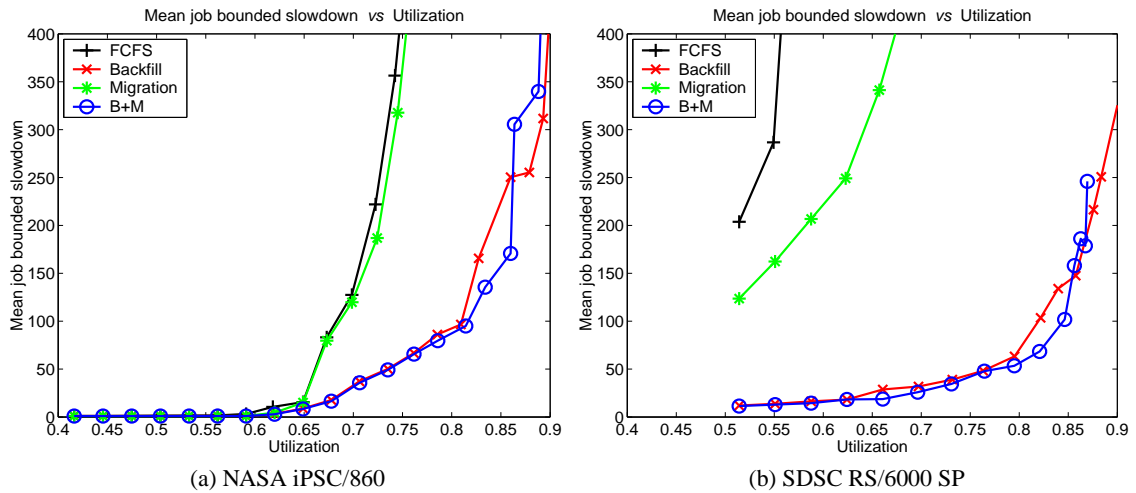 Mean job bounded slowdown vs Utilization
400
350
300
250
200
150
100
50
0
Mean job bounded slowdown
FCFS
Backfill
Migration
B+M
0.4
0.45
0.5
0.55
0.6
0.65
0.7
0.75
0.8
0.85
0.9
Utilization
(a) NASA iPSC/860
Mean job bounded slowdown vs Utilization
400
350
300
250
200
150
100
50
0
Mean job bounded slowdown
FCFS
Backfill
Migration
B+M
0.4
0.45
0.5
0.55
0.6
0.65
0.7
0.75
0.8
0.85
0.9
Utilization
(b) SDSC RS/6000 SP